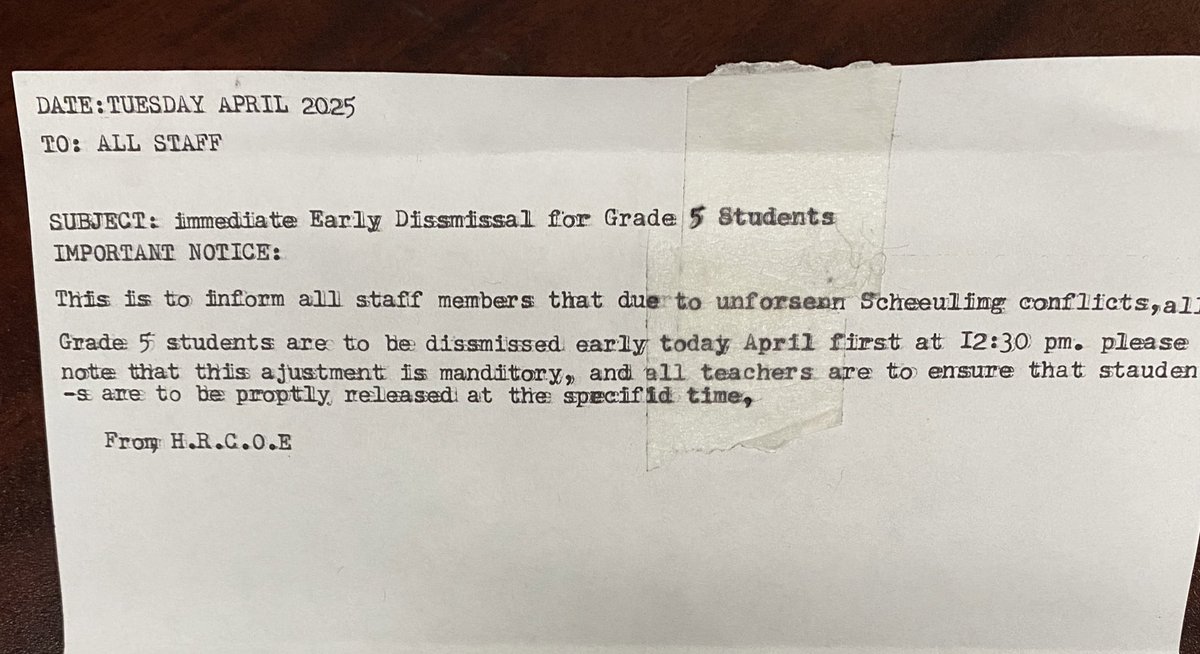 DATE:TUESDAY APRIL 2025
TO: ALL STAFF
SUBJECT: immediate Early Dissmissal for Grade 5 Students
IMPORTANT NOTICE:
This is to inform all staff members that due to unforsenn Scheeuling conflicts,all
Grade 5 students are to be dissmissed early today April first at I2:30 pm. please
note that this ajustment is manditory, and all teachers are to ensure that stauden
-s are to be proptly released at the specifid time,
From H.R.C.O.E